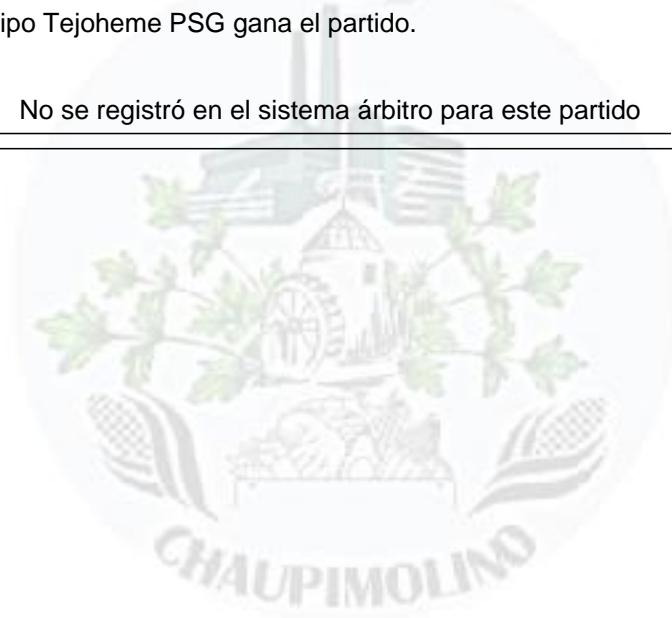 ipo Tejoheme PSG gana el partido.
No se registró en el sistema árbitro para este partido
CHAUPIMOLINO